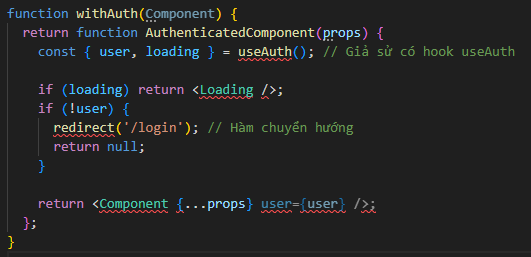 function withAuth(Component) {
  return function AuthenticatedComponent(props) {
    const { user, loading } = useAuth(); // Giả sử có hook useAuth

    if (loading) return <Loading />;
    if (!user) {
      redirect('/login'); // Hàm chuyển hướng
      return null;
    }

    return <Component {...props} user={user} />;
  };
}